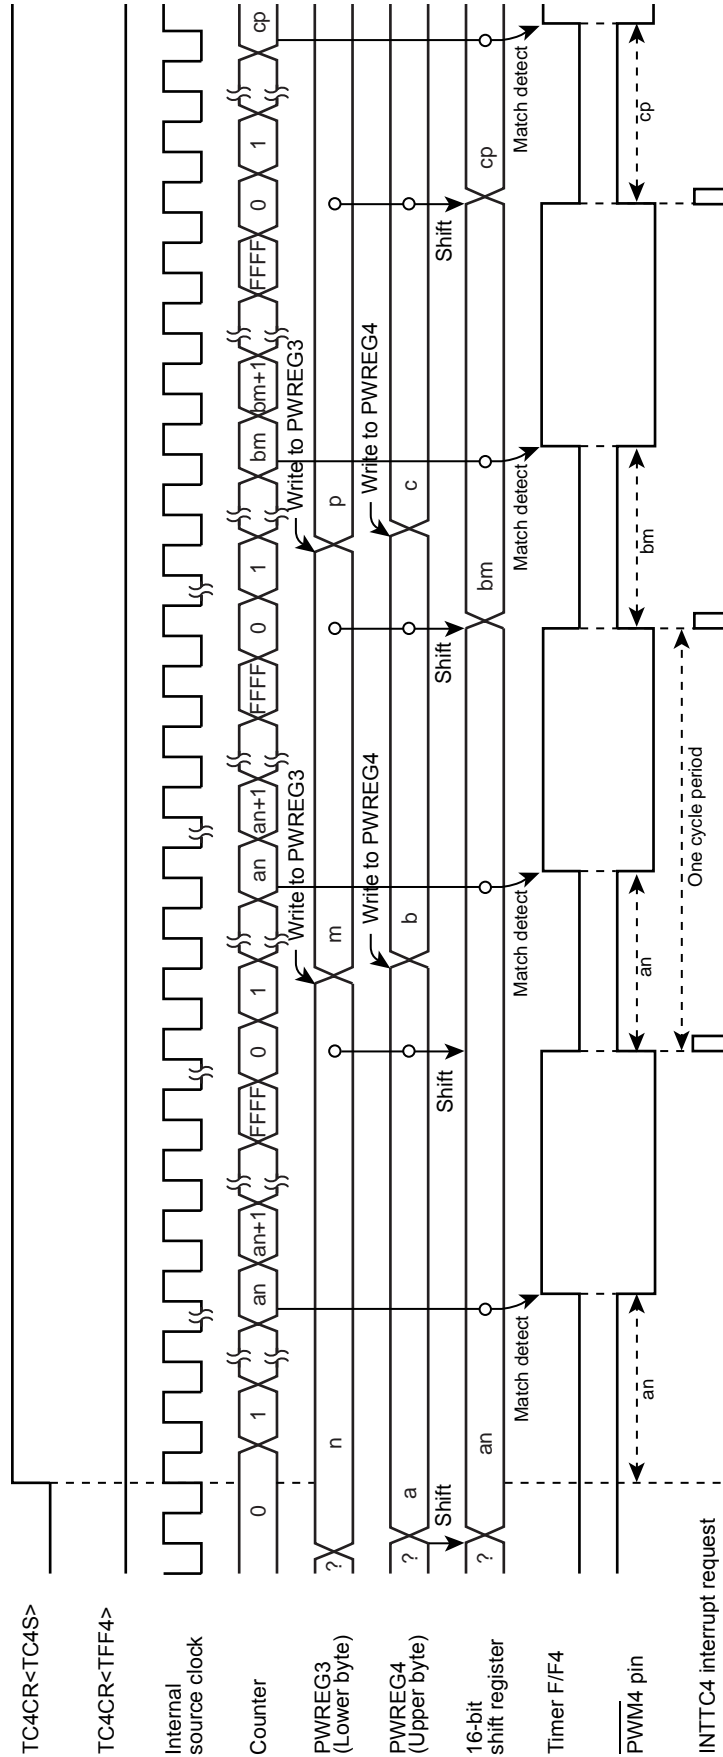 TC4CR<TC4S>
TC4CR<TFF4>
Internal
source clock
Counter
0
1
an
an+1
FFFF
0
1
an
an+1
FFFF
0
1
bm
bm+1
FFFF
0
1
cp
Write to PWREG3
Write to PWREG3
PWREG3
(Lower byte)
?
n
m
p
Write to PWREG4
Write to PWREG4
PWREG4
(Upper byte)
?
a
b
c
Shift
Shift
Shift
Shift
16-bit
shift register
?
an
bm
cp
Match detect
Match detect
Match detect
Match detect
Timer F/F4
PWM4 pin
an
an
bm
cp
One cycle period
INTTC4 interrupt request